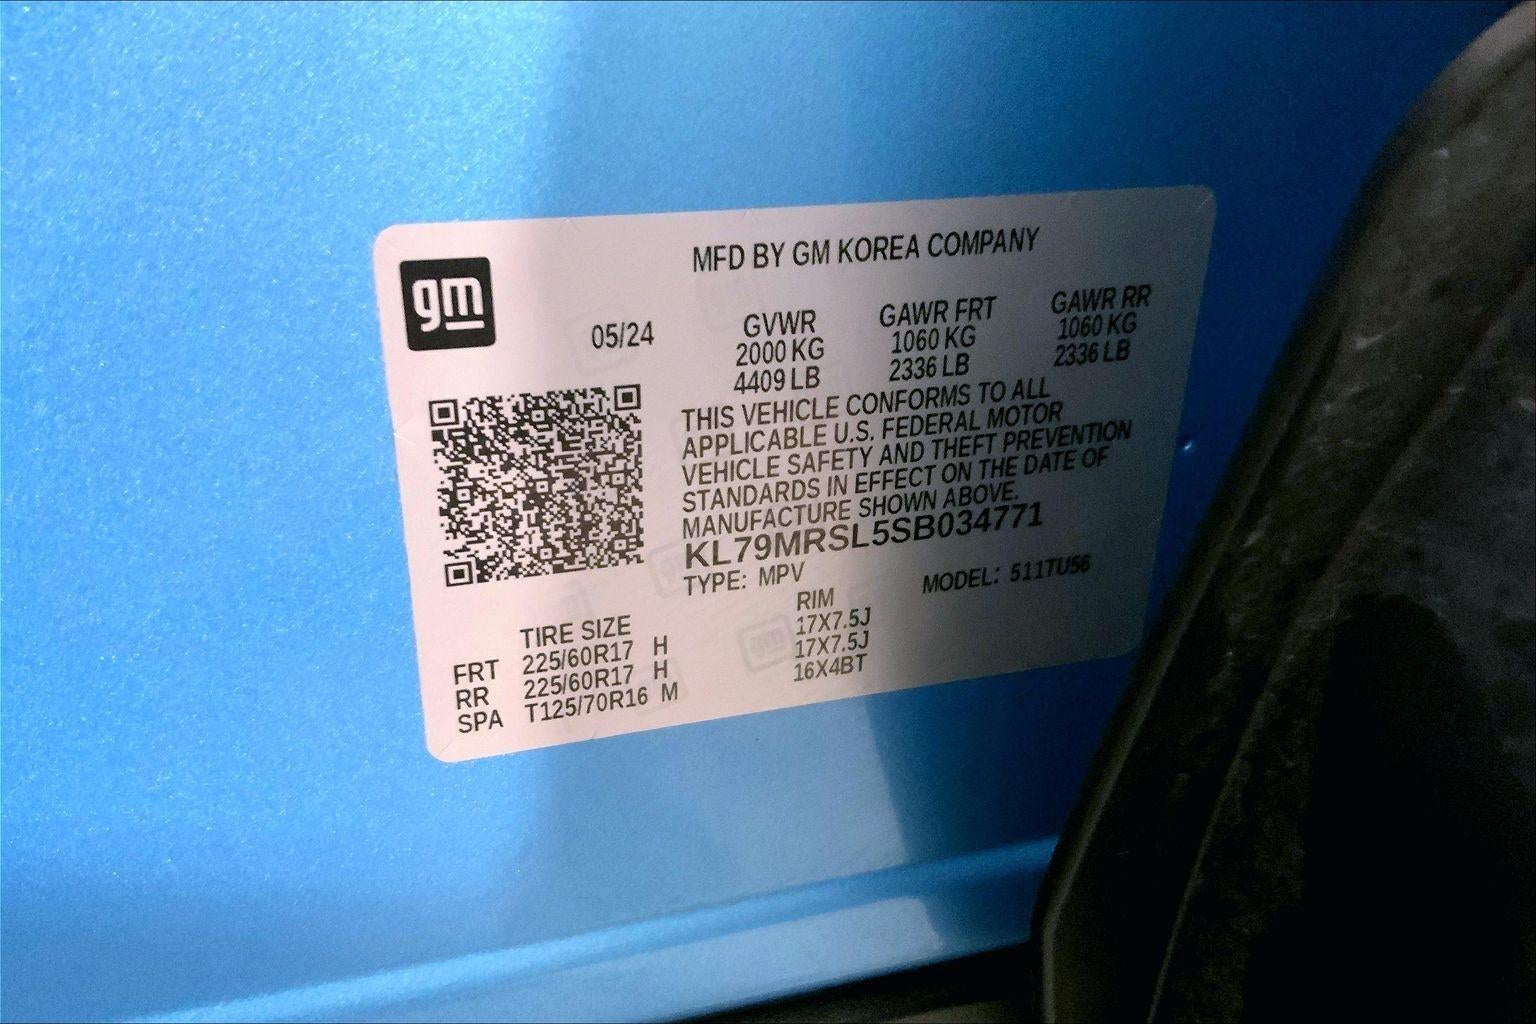 gm
MFD BY GM KOREA COMPANY
05/24 GVWR GAWR FRT GAWR RR
2000 KG 1060 KG 1060 KG
4409 LB 2336 LB 2336 LB
THIS VEHICLE CONFORMS TO ALL
APPLICABLE U.S. FEDERAL MOTOR
VEHICLE SAFETY AND THEFT PREVENTION
STANDARDS IN EFFECT ON THE DATE OF
MANUFACTURE SHOWN ABOVE.
KL79MRSL5SB034771
TYPE: MPV MODEL: 511TU56
TIRE SIZE RIM
FRT 225/60R17 H 17X7.5J
RR 225/60R17 H 17X7.5J
SPA T125/70R16 M 16X4BT